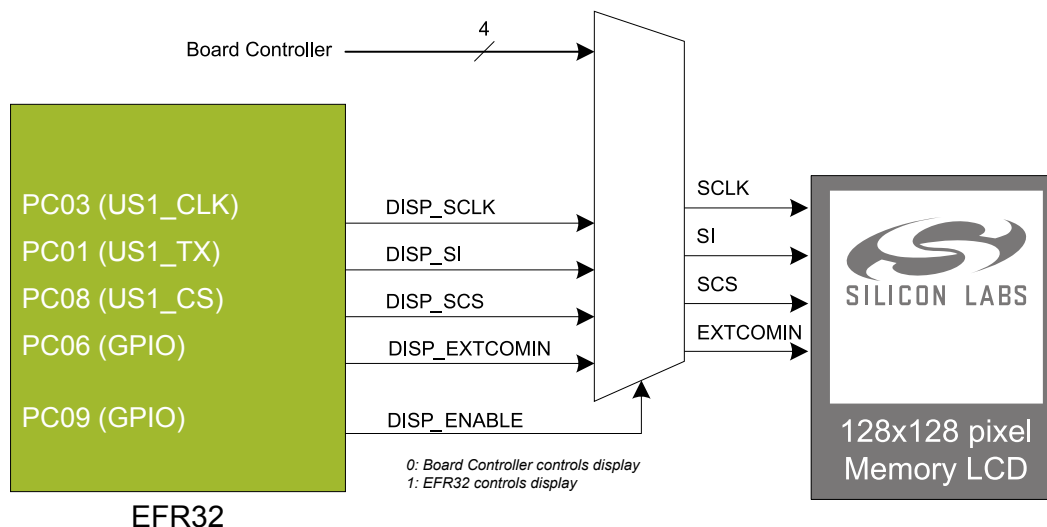 4
Board Controller
PC03 (US1_CLK)
PC01 (US1_TX)
PC08 (US1_CS)
PC06 (GPIO)
PC09 (GPIO)
EFR32
DISP_SCLK
DISP_SI
DISP_SCS
DISP_EXTCOMIN
DISP_ENABLE
0: Board Controller controls display
1: EFR32 controls display
SCLK
SI
SCS
EXTCOMIN
SILICON LABS
128x128 pixel
Memory LCD